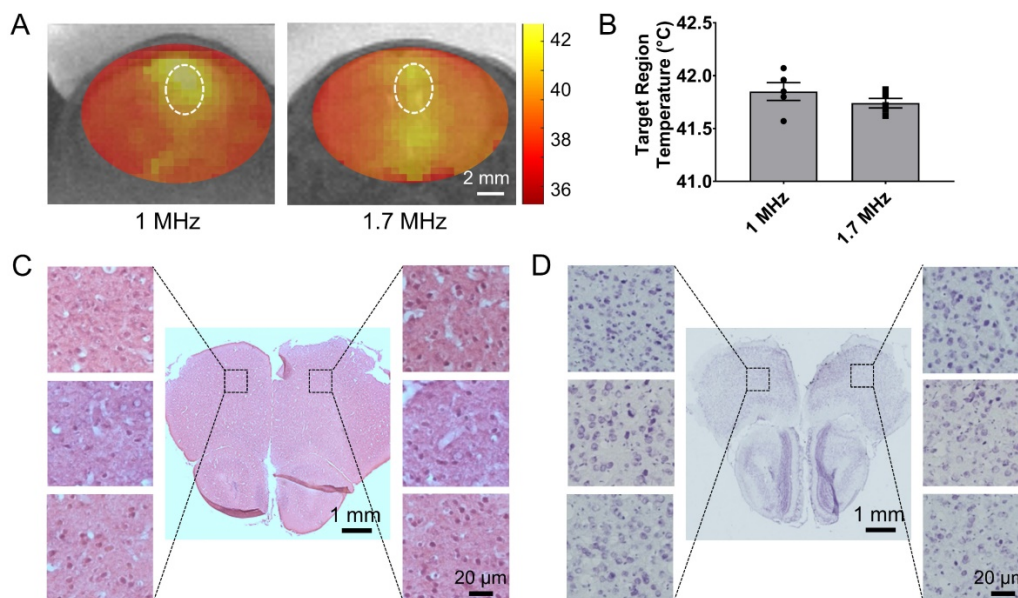 A
42
40
38
36
2 mm
1 MHz
1.7 MHz
B
Target Region
Temperature (°C)
42.5
42.0
41.5
41.0
1 MHz
1.7 MHz
C
1 mm
20 µm
D
1 mm
20 µm